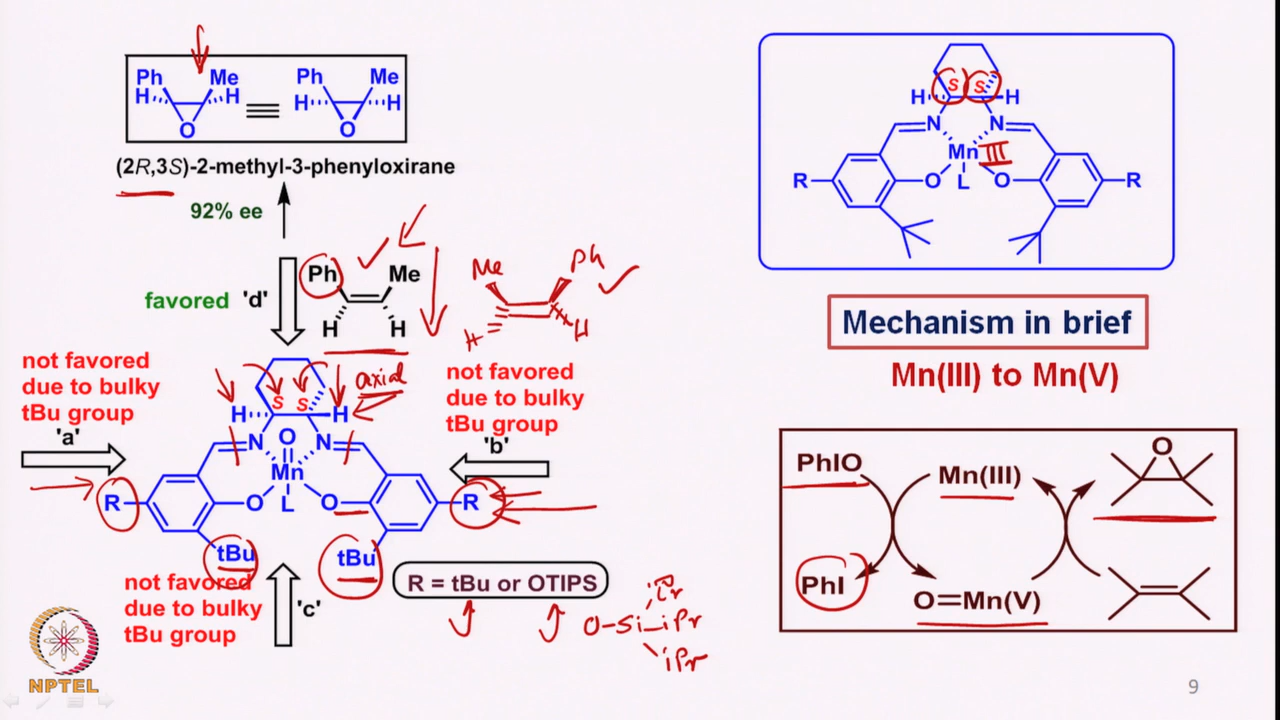 Ph Me
H H
O
Ph Me
H H
O
(2R,3S)-2-methyl-3-phenyloxirane
92% ee
favored 'd'
Ph Me
H H
Me Ph
H H
not favored
due to bulky
tBu group
'a'
not favored
due to bulky
tBu group
'b'
S S
H H
axial
N O N
Mn
R O L O R
tBu tBu
not favored
due to bulky
tBu group
'c'
R = tBu or OTIPS
iPr
O-Si-iPr
iPr
S S
H H
N N
Mn III
R O L O R
Mechanism in brief
Mn(III) to Mn(V)
PhIO Mn(III) O
PhI O=Mn(V)
NPTEL
9